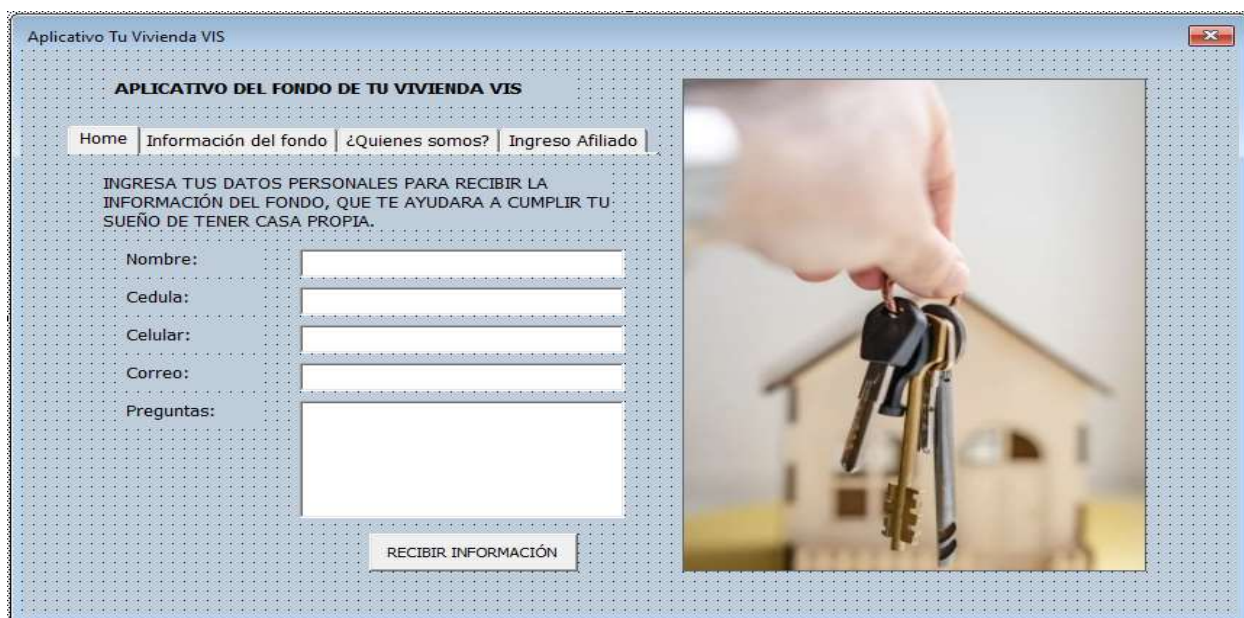 Aplicativo Tu Vivienda VIS
APLICATIVO DEL FONDO DE TU VIVIENDA VIS
Home Información del fondo ¿Quienes somos? Ingreso Afiliado
INGRESA TUS DATOS PERSONALES PARA RECIBIR LA
INFORMACIÓN DEL FONDO, QUE TE AYUDARA A CUMPLIR TU
SUEÑO DE TENER CASA PROPIA.
Nombre:
Cedula:
Celular:
Correo:
Preguntas:
RECIBIR INFORMACIÓN